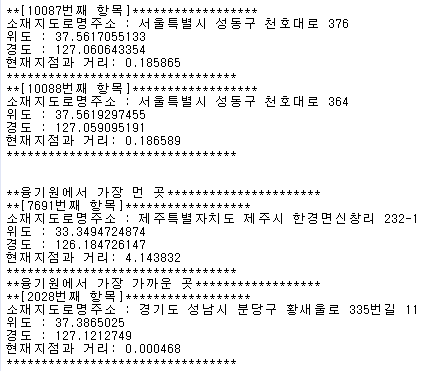 **[10087번째 항목]******************
소재지도로명주소 : 서울특별시 성동구 천호대로 376
위도 : 37.5617055133
경도 : 127.060643354
현재지점과 거리: 0.185865
*********************************
**[10088번째 항목]******************
소재지도로명주소 : 서울특별시 성동구 천호대로 364
위도 : 37.5619297455
경도 : 127.059095191
현재지점과 거리: 0.186589
*********************************
**융기원에서 가장 먼 곳**********************
**[7691번째 항목]******************
소재지도로명주소 : 제주특별자치도 제주시 한경면신창리 232-1
위도 : 33.3494724874
경도 : 126.184726147
현재지점과 거리: 4.143832
*********************************
**융기원에서 가장 가까운 곳******************
**[2028번째 항목]******************
소재지도로명주소 : 경기도 성남시 분당구 황새울로 335번길 11
위도 : 37.3865025
경도 : 127.1212749
현재지점과 거리: 0.000468
*********************************